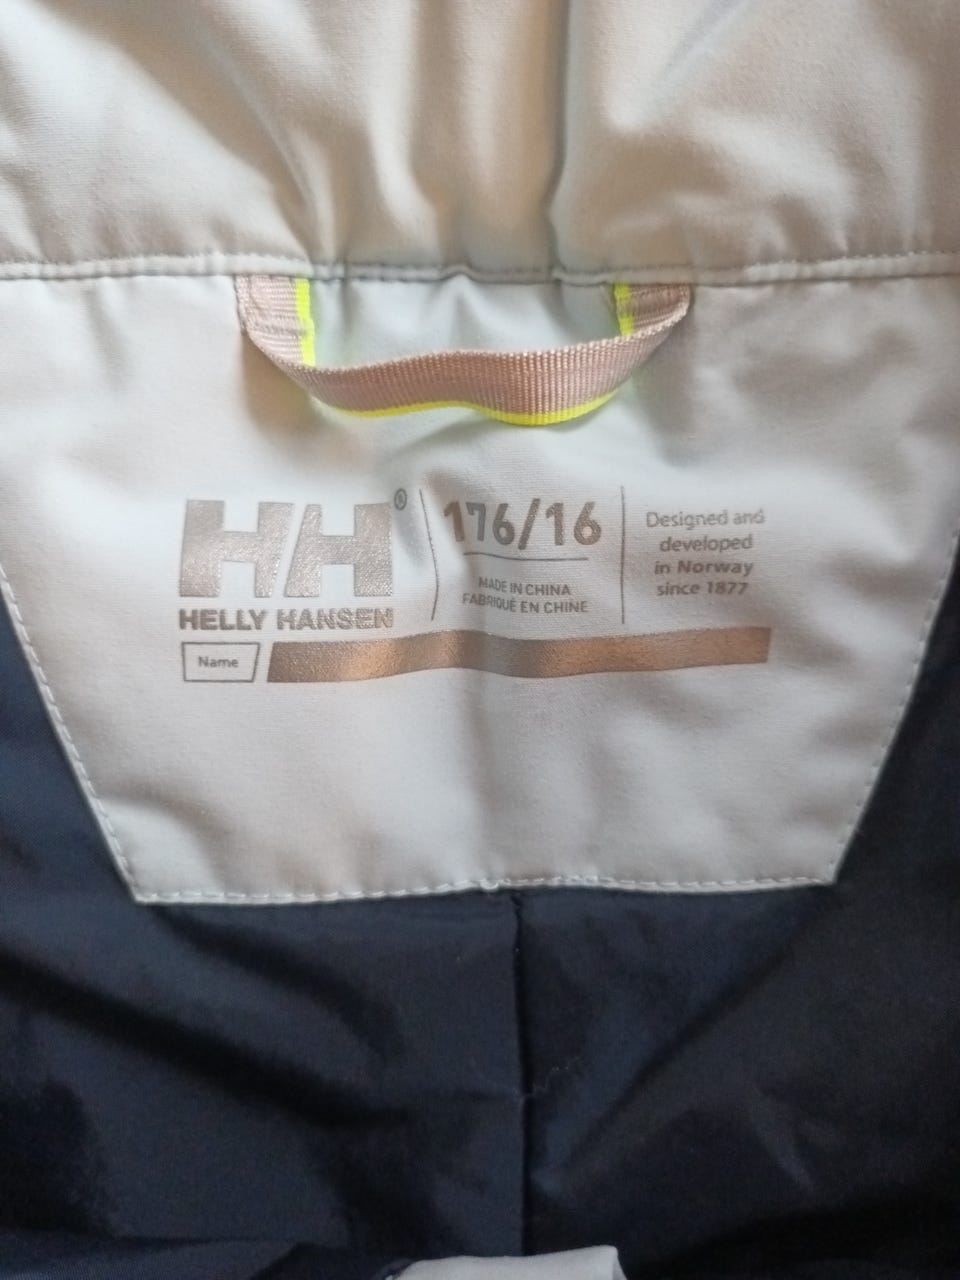 HH®
HELLY HANSEN
Name
176/16
MADE IN CHINA
FABRIQUÉ EN CHINE
Designed and
developed
in Norway
since 1877